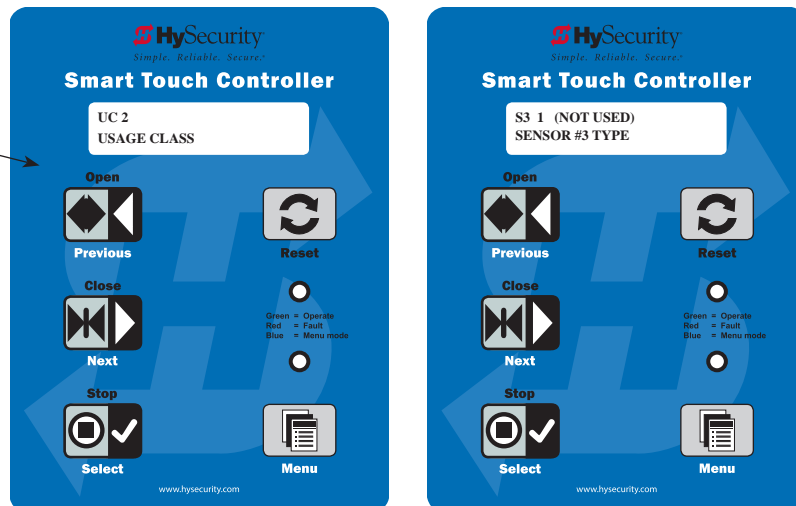 HySecurity
Simple. Reliable. Secure.®
Smart Touch Controller
UC 2
USAGE CLASS
Open
Previous
Reset
Close
Next
Green = Operate
Red = Fault
Blue = Menu mode
Stop
Select
Menu
www.hysecurity.com
HySecurity
Simple. Reliable. Secure.®
Smart Touch Controller
S3 1 (NOT USED)
SENSOR #3 TYPE
Open
Previous
Reset
Close
Next
Green = Operate
Red = Fault
Blue = Menu mode
Stop
Select
Menu
www.hysecurity.com